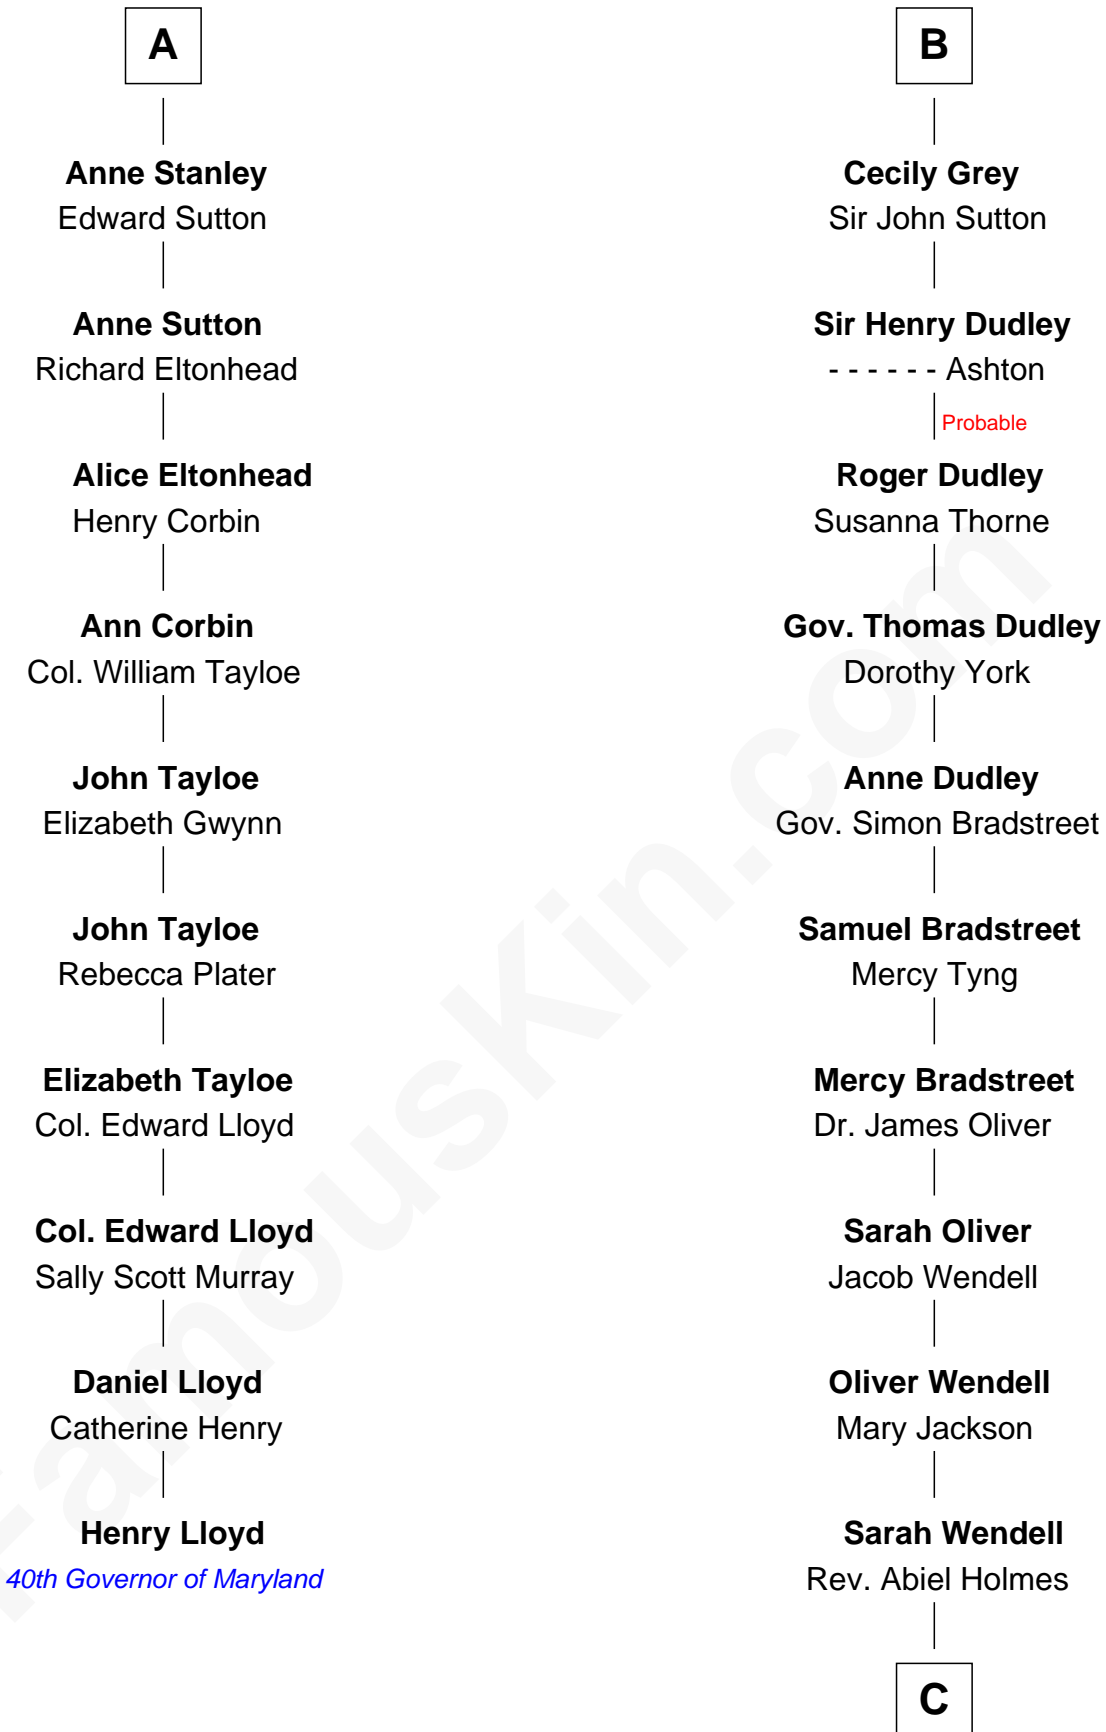 A
Anne Stanley
Edward Sutton
Anne Sutton
Richard Eltonhead
Alice Eltonhead
Henry Corbin
Ann Corbin
Col. William Tayloe
John Tayloe
Elizabeth Gwynn
John Tayloe
Rebecca Plater
Elizabeth Tayloe
Col. Edward Lloyd
Col. Edward Lloyd
Sally Scott Murray
Daniel Lloyd
Catherine Henry
Henry Lloyd
40th Governor of Maryland
B
Cecily Grey
Sir John Sutton
Sir Henry Dudley
- - - - - - Ashton
Probable
Roger Dudley
Susanna Thorne
Gov. Thomas Dudley
Dorothy York
Anne Dudley
Gov. Simon Bradstreet
Samuel Bradstreet
Mercy Tyng
Mercy Bradstreet
Dr. James Oliver
Sarah Oliver
Jacob Wendell
Oliver Wendell
Mary Jackson
Sarah Wendell
Rev. Abiel Holmes
C
FamousKin.com